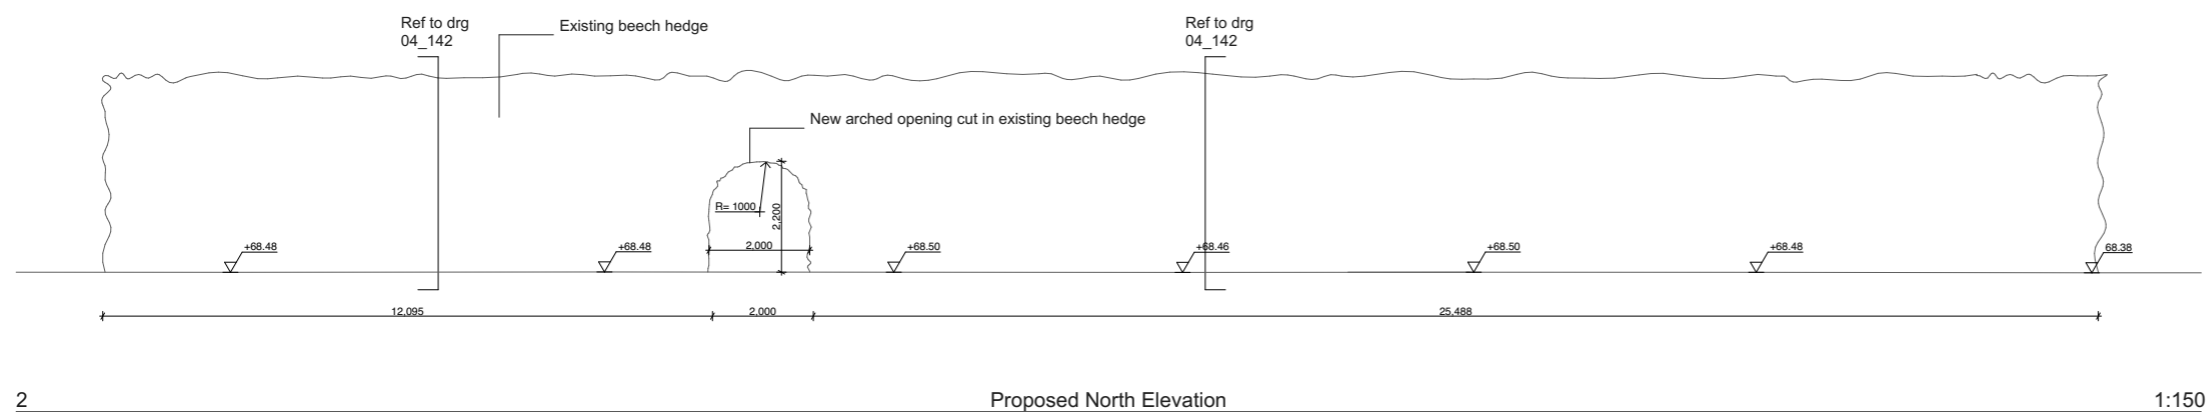 Ref to drg
04_142
Existing beech hedge
Ref to drg
04_142
New arched opening cut in existing beech hedge
R= 1000
2,200
2,000
+68.48
+68.48
+68.50
+68.46
+68.50
+68.48
68.38
12,095
2,000
25,488
2
Proposed North Elevation
1:150